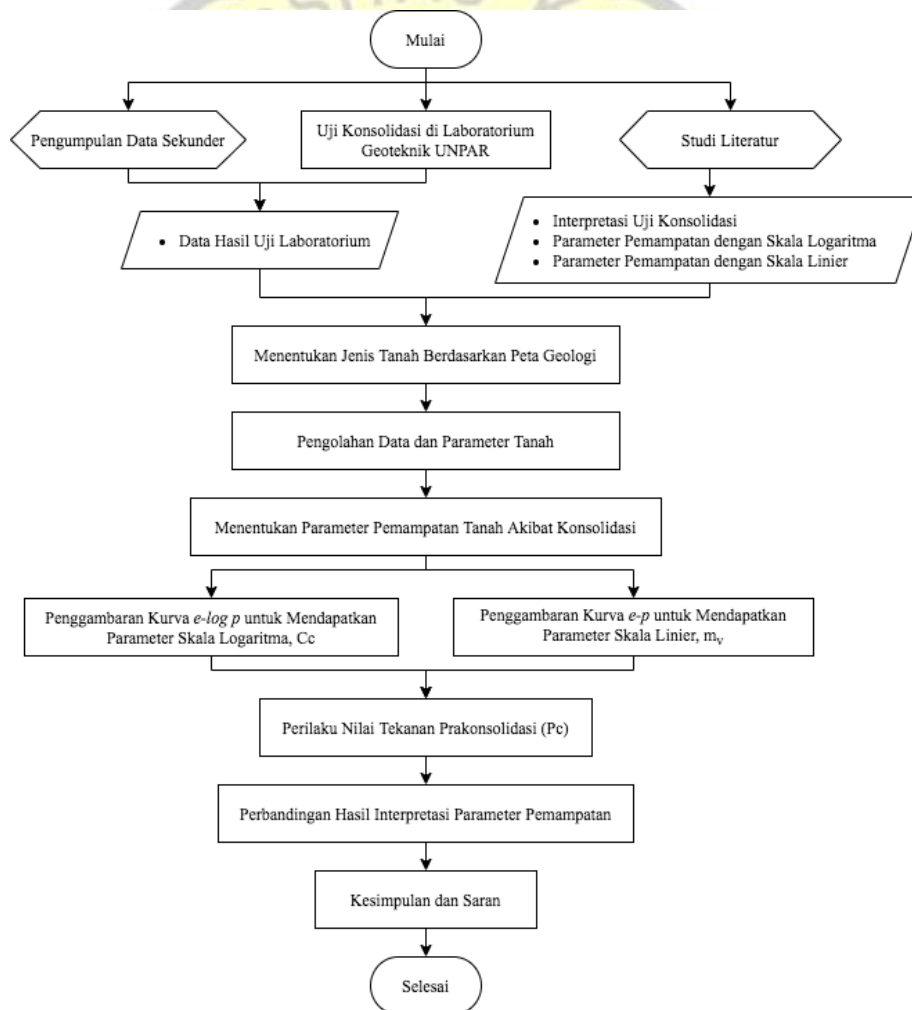 Mulai
Pengumpulan Data Sekunder
Uji Konsolidasi di Laboratorium
Geoteknik UNPAR
Studi Literatur
• Data Hasil Uji Laboratorium
• Interpretasi Uji Konsolidasi
• Parameter Pemampatan dengan Skala Logaritma
• Parameter Pemampatan dengan Skala Linier
Menentukan Jenis Tanah Berdasarkan Peta Geologi
Pengolahan Data dan Parameter Tanah
Menentukan Parameter Pemampatan Tanah Akibat Konsolidasi
Penggambaran Kurva e-log p untuk Mendapatkan
Parameter Skala Logaritma, Cc
Penggambaran Kurva e-p untuk Mendapatkan
Parameter Skala Linier, mv
Perilaku Nilai Tekanan Prakonsolidasi (Pc)
Perbandingan Hasil Interpretasi Parameter Pemampatan
Kesimpulan dan Saran
Selesai